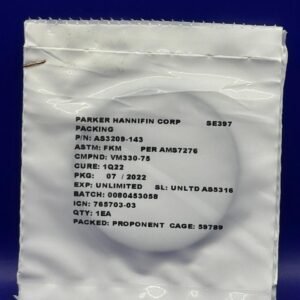 PARKER HANNIFIN CORP SE397
PACKING
P/N: AS3209-143
ASTM: FKM PER AMS7276
CMPND: VM330-75
CURE: 1Q22
PKG: 07 / 2022
EXP: UNLIMITED SL: UNLTD AS5316
BATCH: 0080453058
ICN: 765703-03
QTY: 1EA
PACKED: PROPONENT CAGE: 59789